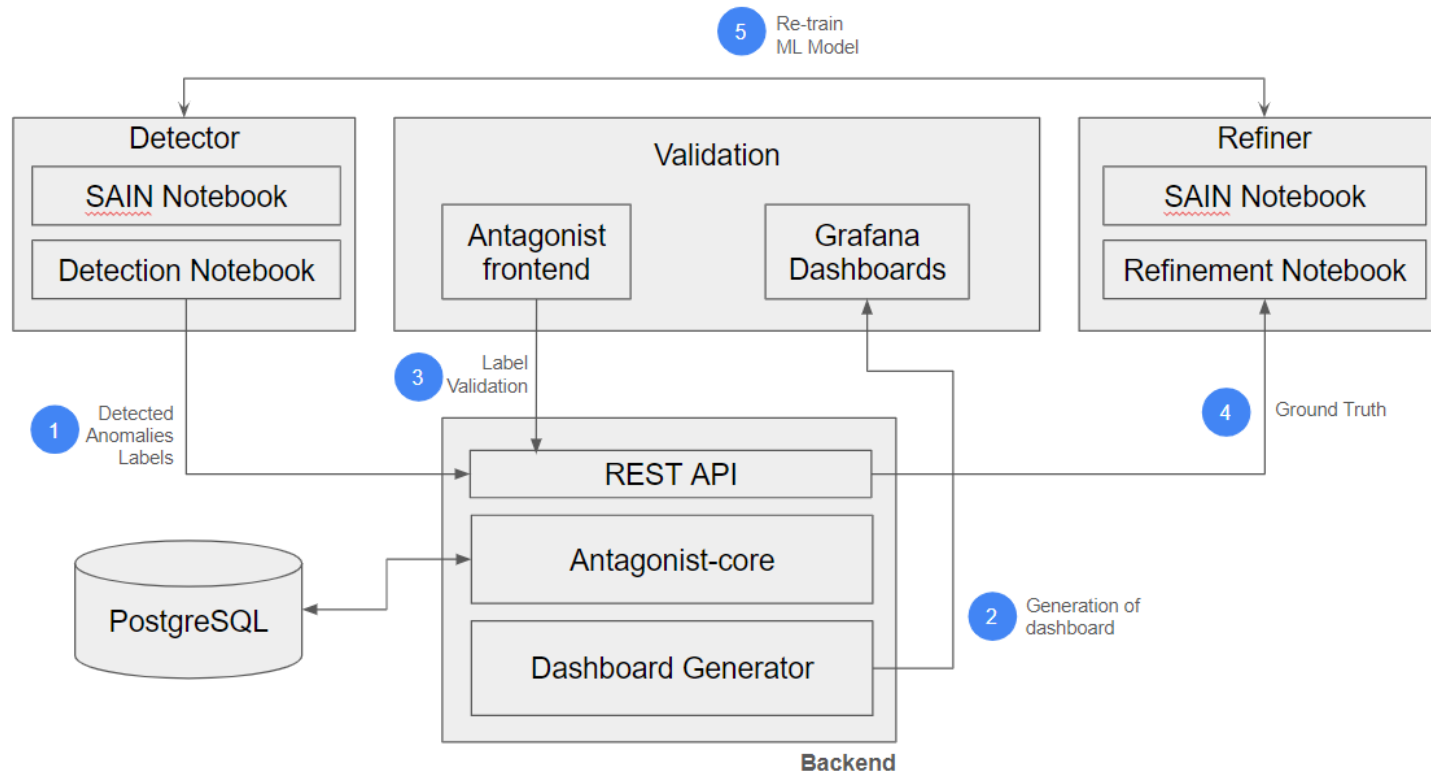 5
Re-train
ML Model
Detector
SAIN Notebook
Detection Notebook
Validation
Antagonist
frontend
Grafana
Dashboards
Refiner
SAIN Notebook
Refinement Notebook
1
Detected
Anomalies
Labels
3
Label
Validation
4
Ground Truth
REST API
Antagonist-core
Dashboard Generator
PostgreSQL
2
Generation of
dashboard
Backend